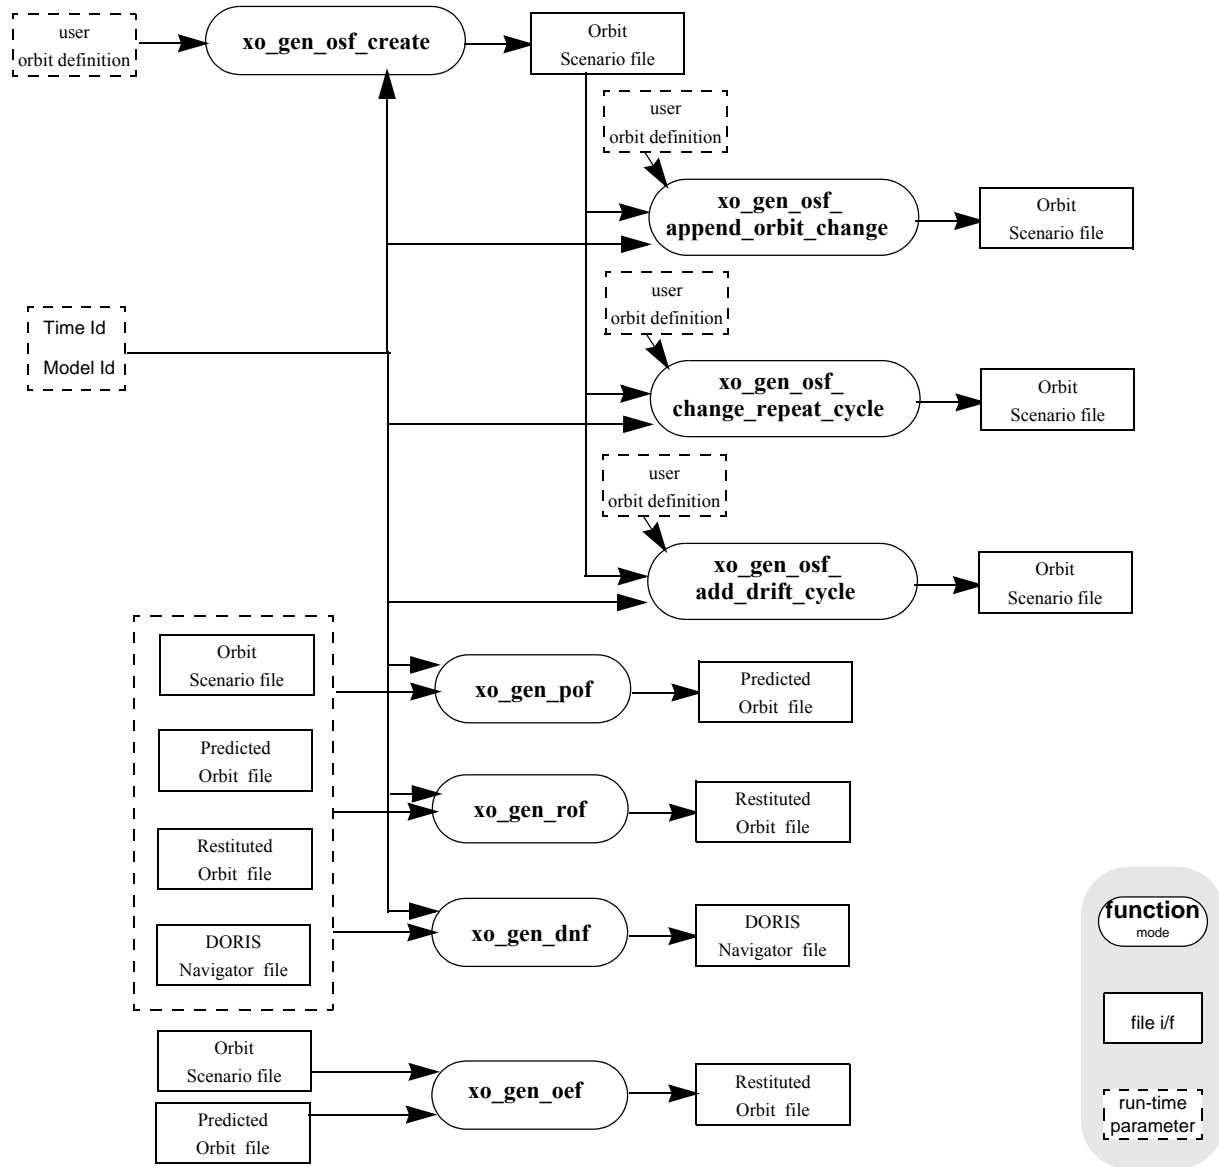 user
orbit definition
xo_gen_osf_create
Orbit
Scenario file
user
orbit definition
xo_gen_osf_
append_orbit_change
Orbit
Scenario file
user
orbit definition
Time Id
Model Id
xo_gen_osf_
change_repeat_cycle
Orbit
Scenario file
user
orbit definition
xo_gen_osf_
add_drift_cycle
Orbit
Scenario file
Orbit
Scenario file
xo_gen_pof
Predicted
Orbit file
Predicted
Orbit file
xo_gen_rof
Restituted
Orbit file
Restituted
Orbit file
DORIS
Navigator file
xo_gen_dnf
DORIS
Navigator file
Orbit
Scenario file
Predicted
Orbit file
xo_gen_oef
Restituted
Orbit file
function
mode
file i/f
run-time
parameter